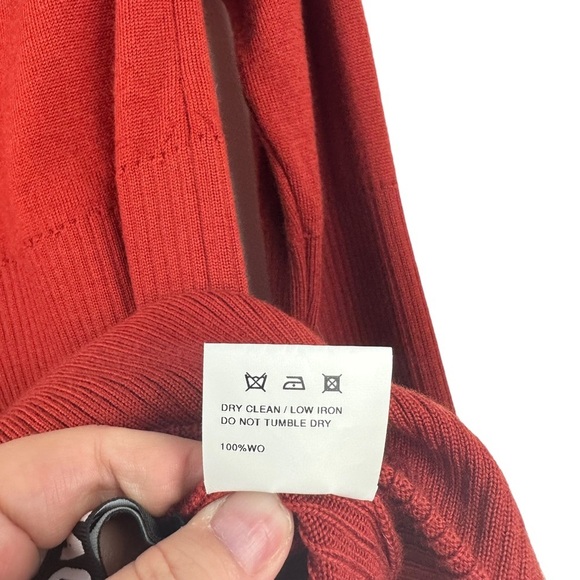 DRY CLEAN / LOW IRON
DO NOT TUMBLE DRY
100%WO